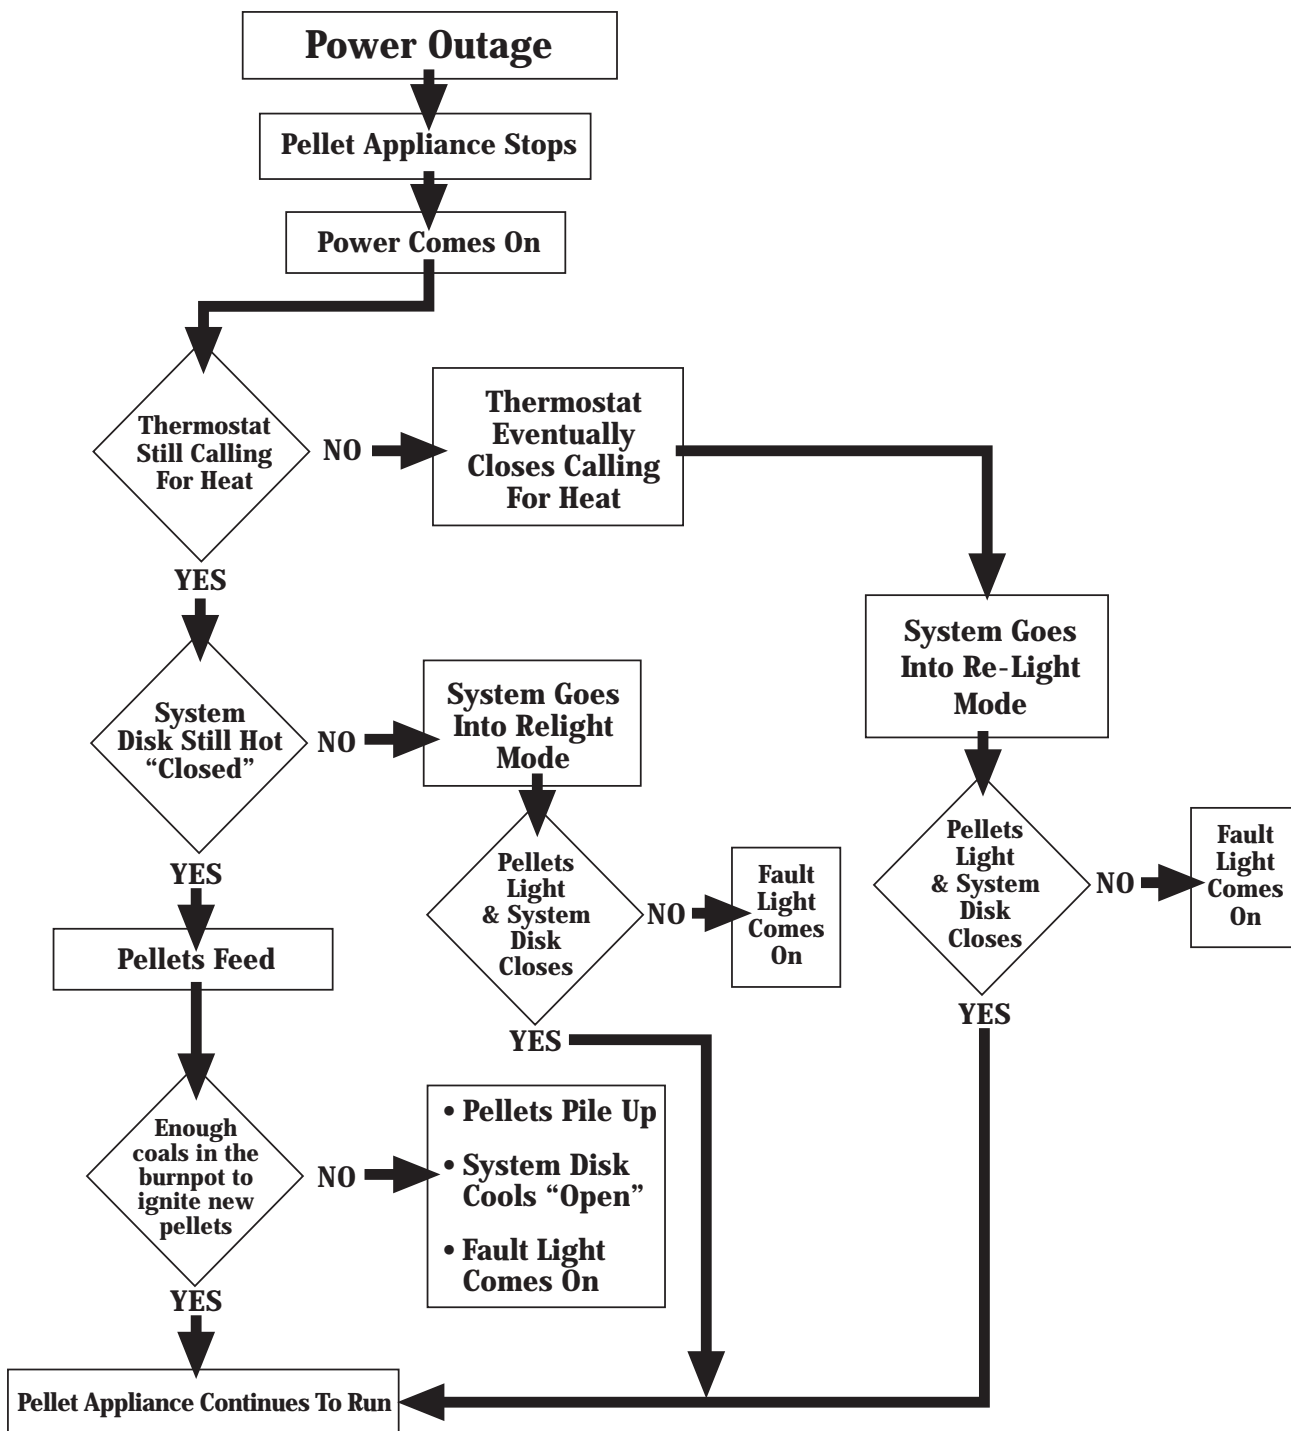 Power Outage
Pellet Appliance Stops
Power Comes On
Thermostat
Still Calling
For Heat
NO
Thermostat
Eventually
Closes Calling
For Heat
YES
System
Disk Still Hot
“Closed”
NO
System Goes
Into Relight
Mode
System Goes
Into Re-Light
Mode
Pellets
Light
& System
Disk
Closes
NO
Fault
Light
Comes
On
Pellets
Light
& System
Disk
Closes
NO
Fault
Light
Comes
On
YES
YES
YES
Pellets Feed
Enough
coals in the
burnpot to
ignite new
pellets
NO
• Pellets Pile Up
• System Disk
Cools “Open”
• Fault Light
Comes On
YES
Pellet Appliance Continues To Run